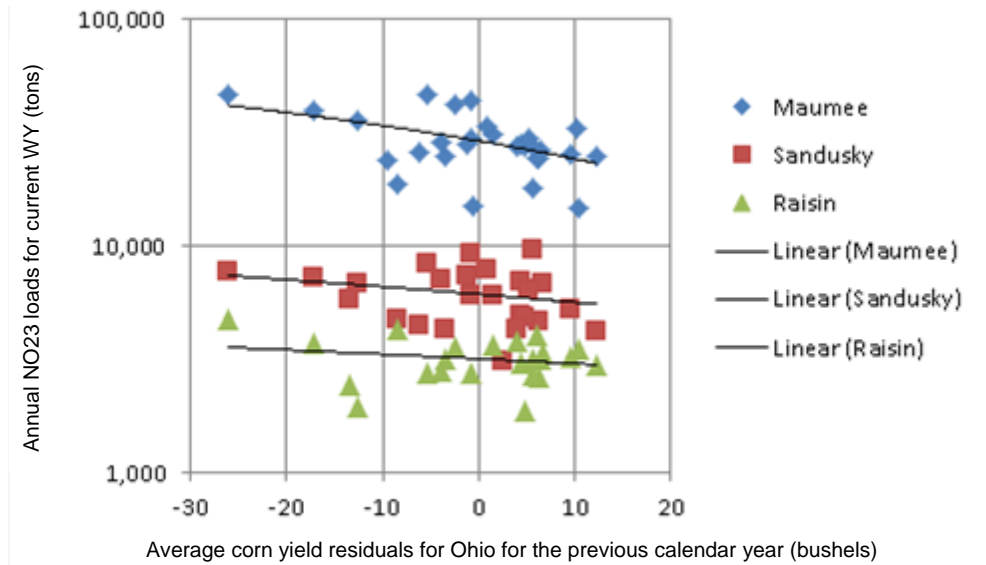 100,000
10,000
1,000
-30
-20
-10
0
10
20
Annual NO23 loads for current WY (tons)
Average corn yield residuals for Ohio for the previous calendar year (bushels)
Maumee
Sandusky
Raisin
Linear (Maumee)
Linear (Sandusky)
Linear (Raisin)